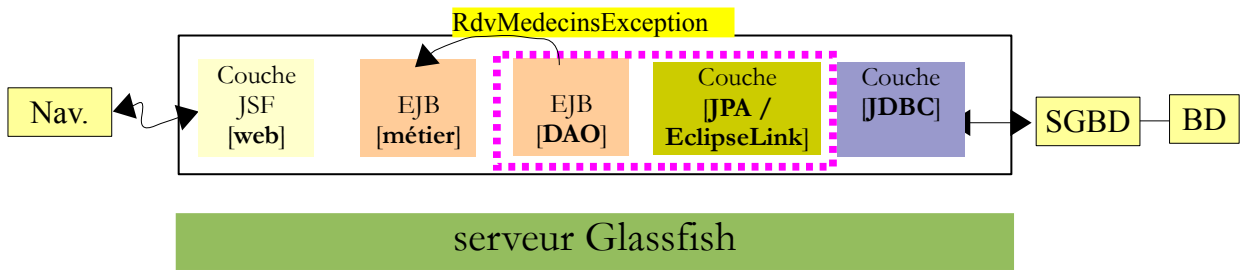 RdvMedecinsException
Nav.
Couche
JSF
[web]
EJB
[métier]
EJB
[DAO]
Couche
[JPA /
EclipseLink]
Couche
[JDBC]
SGBD
BD
serveur Glassfish